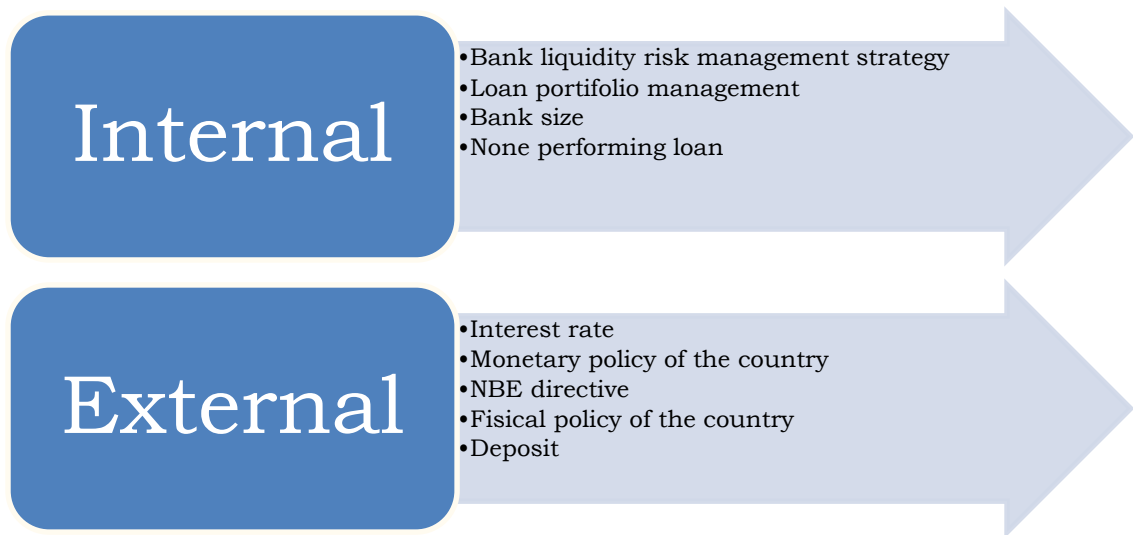 Internal
•Bank liquidity risk management strategy
•Loan portifolio management
•Bank size
•None performing loan
External
•Interest rate
•Monetary policy of the country
•NBE directive
•Fisical policy of the country
•Deposit